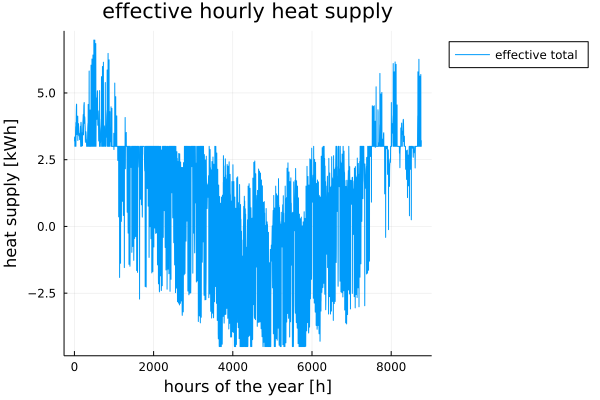 effective hourly heat supply
effective total
heat supply [kWh]
5.0
2.5
0.0
−2.5
0
2000
4000
6000
8000
hours of the year [h]